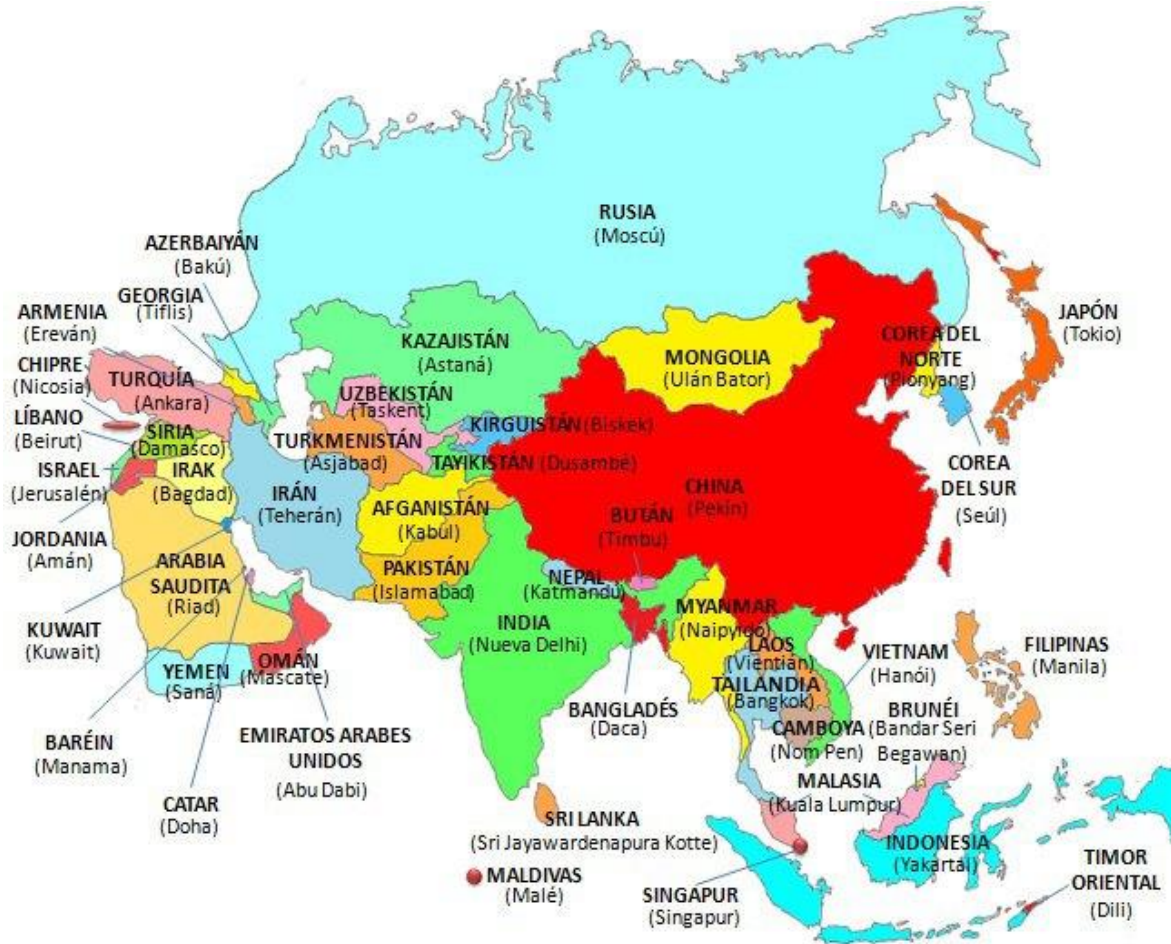 RUSIA
(Moscú)
AZERBAIYÁN
(Bakú)
GEORGIA
(Tiflis)
ARMENIA
(Ereván)
CHIPRE
(Nicosia)
TURQUÍA
(Ankara)
LÍBANO
(Beirut)
SIRIA
(Damasco)
ISRAEL
(Jerusalén)
IRAK
(Bagdad)
JORDANIA
(Amán)
KAZAJISTÁN
(Astaná)
UZBEKISTÁN
(Taskent)
TURKMENISTÁN
(Asjabad)
KIRGUISTÁN (Biskek)
TAYIKISTÁN (Dusambé)
MONGOLIA
(Ulán Bator)
COREA DEL
NORTE
(Pionyang)
JAPÓN
(Tokio)
COREA
DEL SUR
(Seúl)
IRÁN
(Teherán)
AFGANISTÁN
(Kabul)
CHINA
(Pekín)
BUTÁN
(Timbu)
ARABIA
SAUDITA
(Riad)
PAKISTÁN
(Islamabad)
NEPAL
(Katmandú)
INDIA
(Nueva Delhi)
MYANMAR
(Naipyidó)
KUWAIT
(Kuwait)
YEMEN
(Saná)
OMÁN
(Mascate)
LAOS
(Vientián)
VIETNAM
(Hanói)
FILIPINAS
(Manila)
TAILANDIA
(Bangkok)
BANGLADÉS
(Daca)
CAMBOYA
(Nom Pen)
BRUNÉI
(Bandar Seri
Begawan)
BARÉIN
(Manama)
EMIRATOS ARABES
UNIDOS
(Abu Dabi)
CATAR
(Doha)
MALASIA
(Kuala Lumpur)
SRI LANKA
(Sri Jayawardenapura Kotte)
MALDIVAS
(Malé)
SINGAPUR
(Singapur)
INDONESIA
(Yakarta)
TIMOR
ORIENTAL
(Dili)